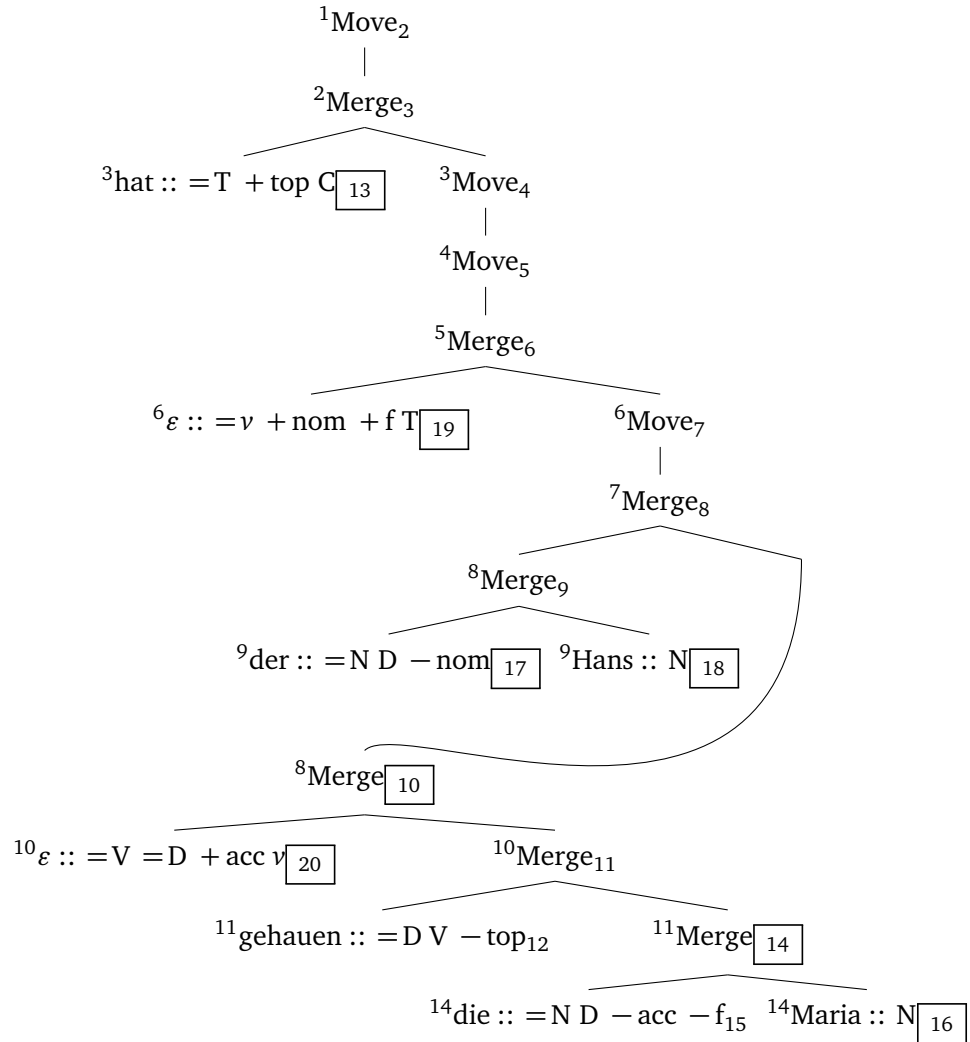 ¹Move₂
²Merge₃
³hat :: =T +top C 13 ³Move₄
⁴Move₅
⁵Merge₆
⁶ε :: =v +nom +f T 19 ⁶Move₇
⁷Merge₈
⁸Merge₉
⁹der :: =N D −nom 17 ⁹Hans :: N 18
⁸Merge 10
¹⁰ε :: =V =D +acc v 20 ¹⁰Merge₁₁
¹¹gehauen :: =D V −top₁₂ ¹¹Merge 14
¹⁴die :: =N D −acc −f₁₅ ¹⁴Maria :: N 16